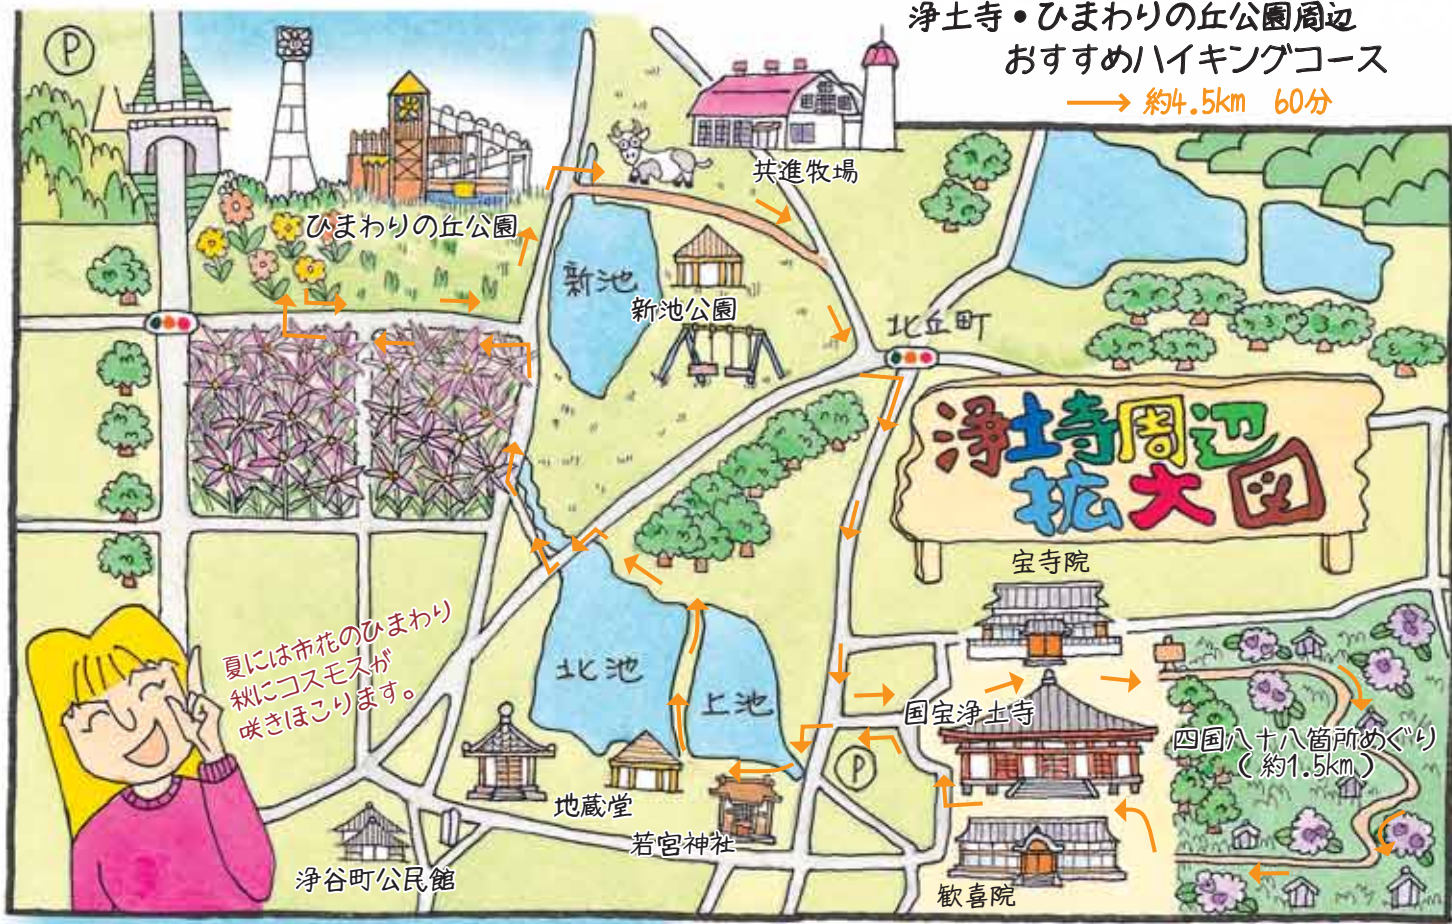 浄土寺・ひまわりの丘公園周辺
おすすめハイキングコース
約4.5km 60分
P
共進牧場
ひまわりの丘公園
新池
新池公園
北丘町
浄土寺周辺
拡大図
宝寺院
夏には市花のひまわり
秋にコスモスが
咲きほこります。
北池
上池
国宝浄土寺
四国八十八箇所めぐり
(約1.5km)
P
地蔵堂
若宮神社
浄谷町公民館
歓喜院